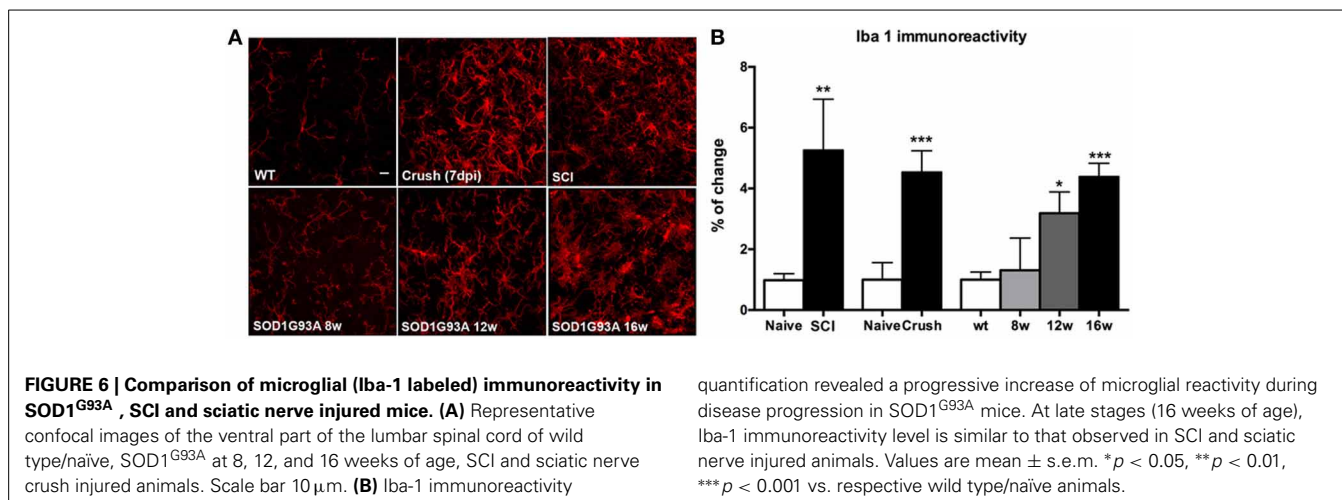 A
WT
Crush (7dpi)
SCI
SOD1G93A 8w
SOD1G93A 12w
SOD1G93A 16w
B
Iba 1 immunoreactivity
% of change
8
6
4
2
0
**
***
*
***
Naive
SCI
Naive
Crush
wt
8w
12w
16w
FIGURE 6 | Comparison of microglial (Iba-1 labeled) immunoreactivity in
SOD1G93A , SCI and sciatic nerve injured mice. (A) Representative
confocal images of the ventral part of the lumbar spinal cord of wild
type/naïve, SOD1G93A at 8, 12, and 16 weeks of age, SCI and sciatic nerve
crush injured animals. Scale bar 10 μm. (B) Iba-1 immunoreactivity
quantification revealed a progressive increase of microglial reactivity during
disease progression in SOD1G93A mice. At late stages (16 weeks of age),
Iba-1 immunoreactivity level is similar to that observed in SCI and sciatic
nerve injured animals. Values are mean ± s.e.m. *p < 0.05, **p < 0.01,
***p < 0.001 vs. respective wild type/naïve animals.